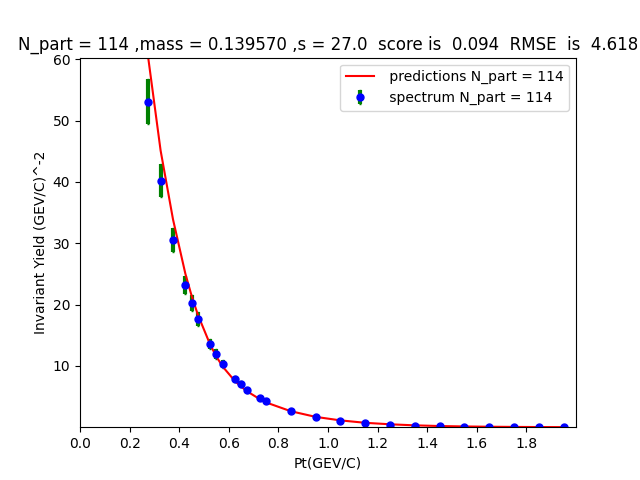 N_part = 114 ,mass = 0.139570 ,s = 27.0  score is  0.094  RMSE  is  4.618
predictions N_part = 114
spectrum N_part = 114
Invariant Yield (GEV/C)^-2
60
50
40
30
20
10
0.0 0.2 0.4 0.6 0.8 1.0 1.2 1.4 1.6 1.8
Pt(GEV/C)